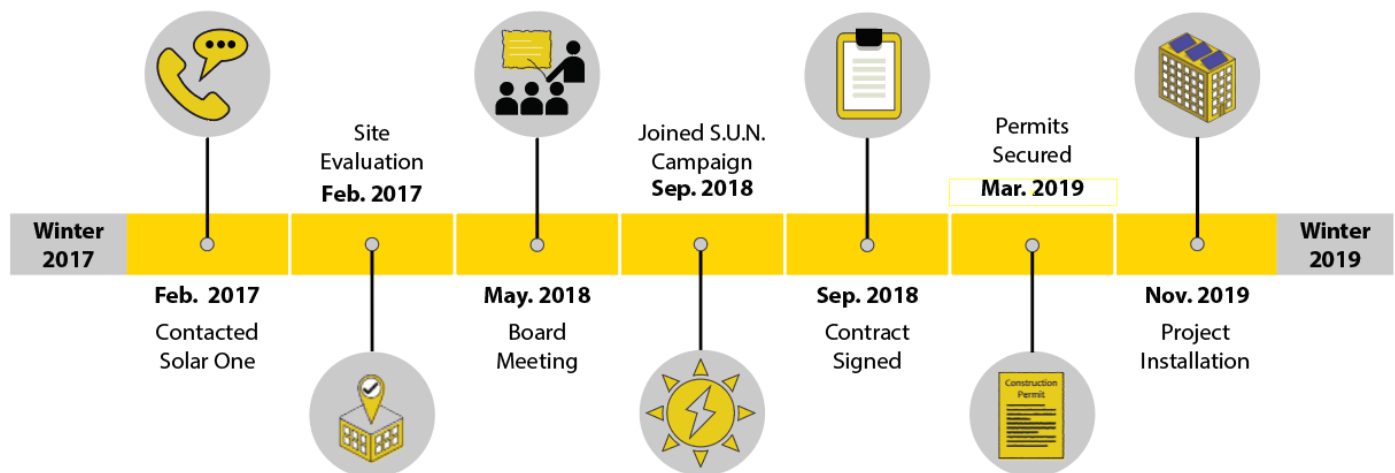 Winter
2017
Feb. 2017
Contacted
Solar One
Site
Evaluation
Feb. 2017
May. 2018
Board
Meeting
Joined S.U.N.
Campaign
Sep. 2018
Sep. 2018
Contract
Signed
Permits
Secured
Mar. 2019
Construction
Permit
Nov. 2019
Project
Installation
Winter
2019